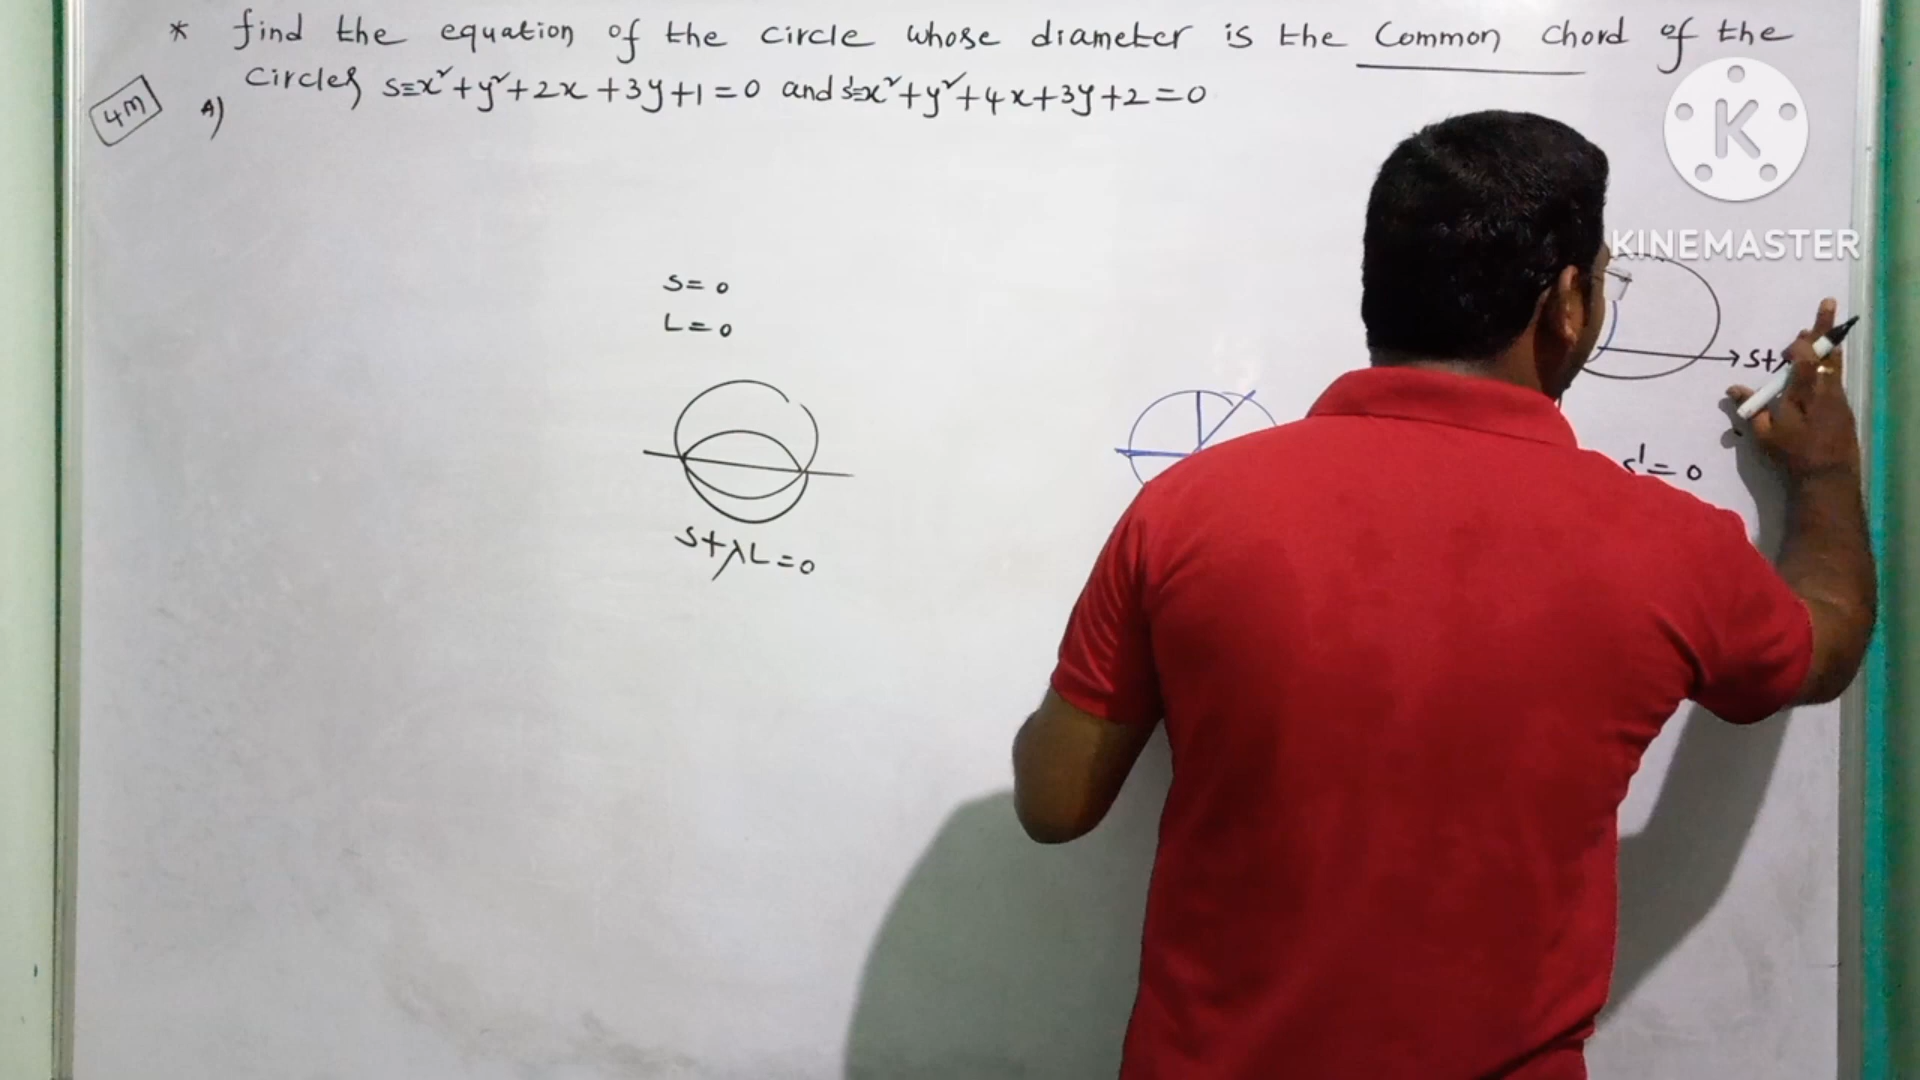 * find the equation of the circle whose diameter is the common chord of the
circles S≡x²+y²+2x+3y+1=0 and S'≡x²+y²+4x+3y+2=0
4M
A)
K
KINEMASTER
S=0
L=0
S+λL=0
S+λ
S'=0